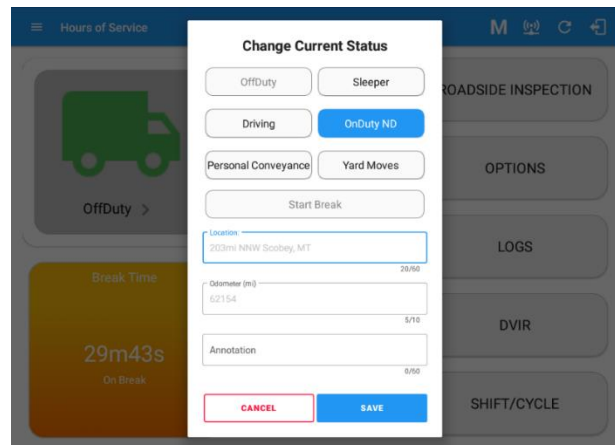 Hours of Service
M
Change Current Status
OffDuty
Sleeper
Driving
OnDuty ND
Personal Conveyance
Yard Moves
Start Break
Location:
203mi NNW Scobey, MT
20/60
Odometer (mi)
62154
5/10
Annotation
0/60
CANCEL
SAVE
OffDuty >
Break Time
29m43s
On Break
ROADSIDE INSPECTION
OPTIONS
LOGS
DVIR
SHIFT/CYCLE